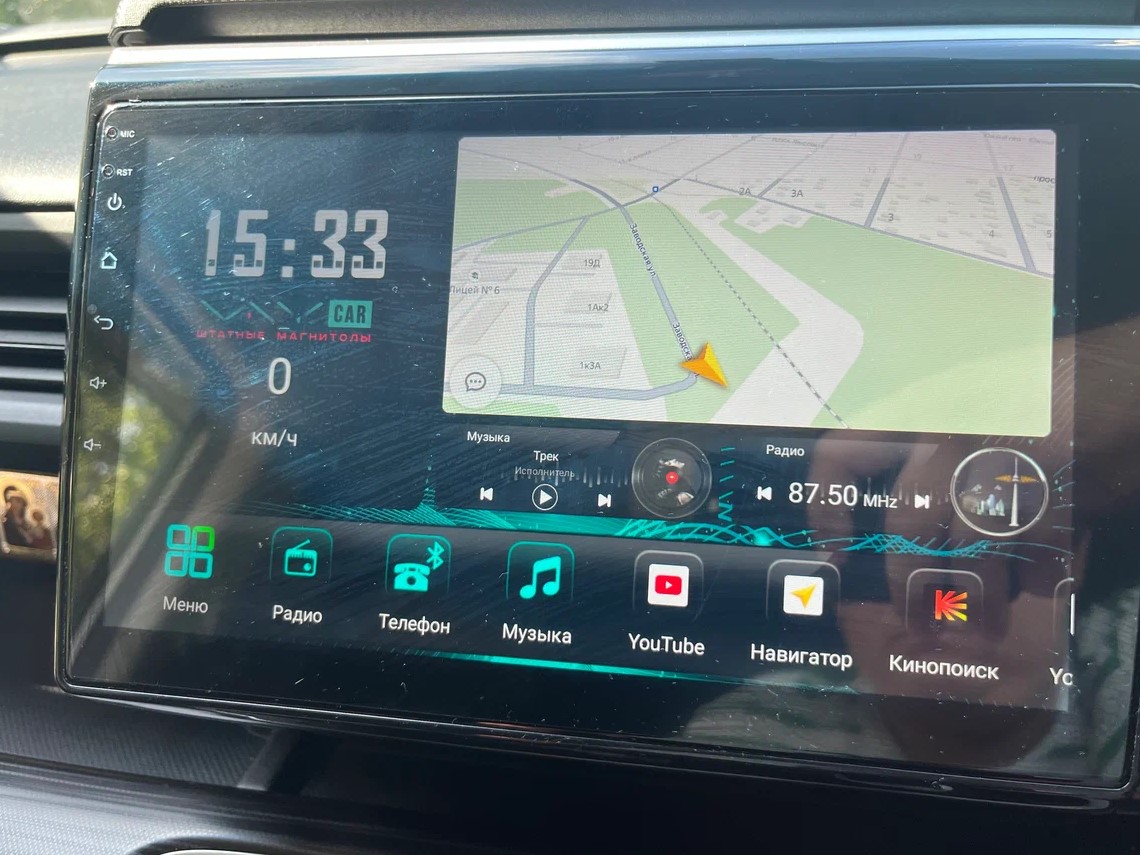 MIC
RST
15:33
CAR
ШТАТНЫЕ МАГНИТОЛЫ
0
км/ч
3А
3А
3
4
5
Заводская ул.
19Д
Лицей № 6
1Ак2
1к3А
Музыка
Трек
Исполнитель
Радио
87.50 MHz
Меню
Радио
Телефон
Музыка
YouTube
Навигатор
Кинопоиск